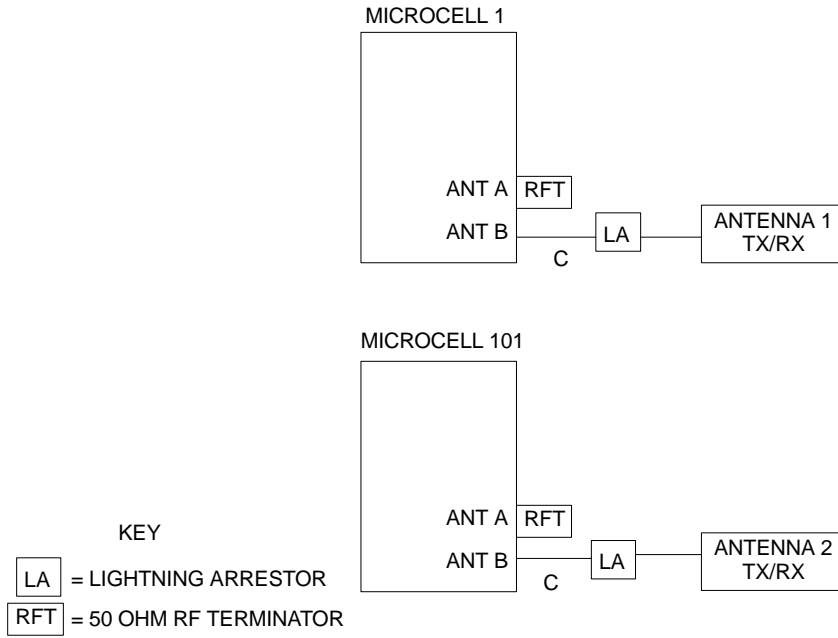 MICROCELL 1
ANT A RFT
ANT B
LA
C
ANTENNA 1
TX/RX
MICROCELL 101
ANT A RFT
ANT B
LA
C
ANTENNA 2
TX/RX
KEY
LA = LIGHTNING ARRESTOR
RFT = 50 OHM RF TERMINATOR